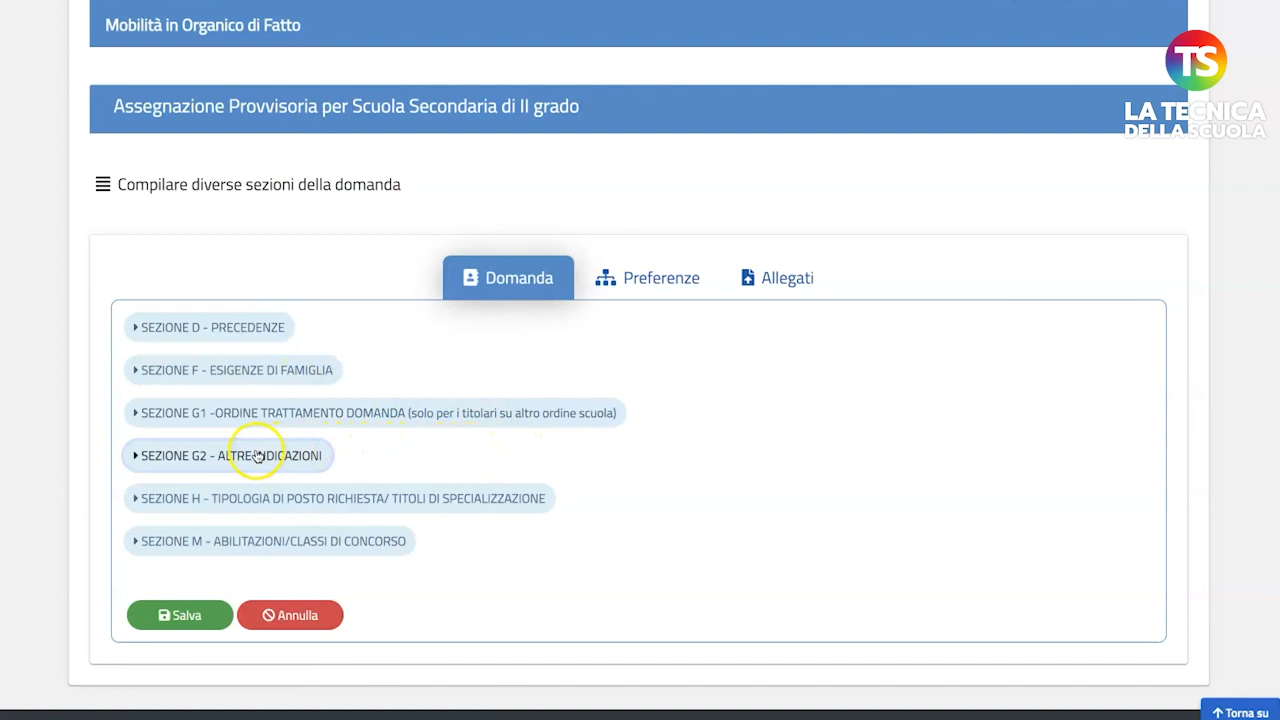 Mobilità in Organico di Fatto
TS
LA TECNICA
DELLA SCUOLA
Assegnazione Provvisoria per Scuola Secondaria di II grado
Compilare diverse sezioni della domanda
Domanda
Preferenze
Allegati
SEZIONE D - PRECEDENZE
SEZIONE F - ESIGENZE DI FAMIGLIA
SEZIONE G1 -ORDINE TRATTAMENTO DOMANDA (solo per i titolari su altro ordine scuola)
SEZIONE G2 - ALTRE INDICAZIONI
SEZIONE H - TIPOLOGIA DI POSTO RICHIESTA/ TITOLI DI SPECIALIZZAZIONE
SEZIONE M - ABILITAZIONI/CLASSI DI CONCORSO
Salva
Annulla
Torna su